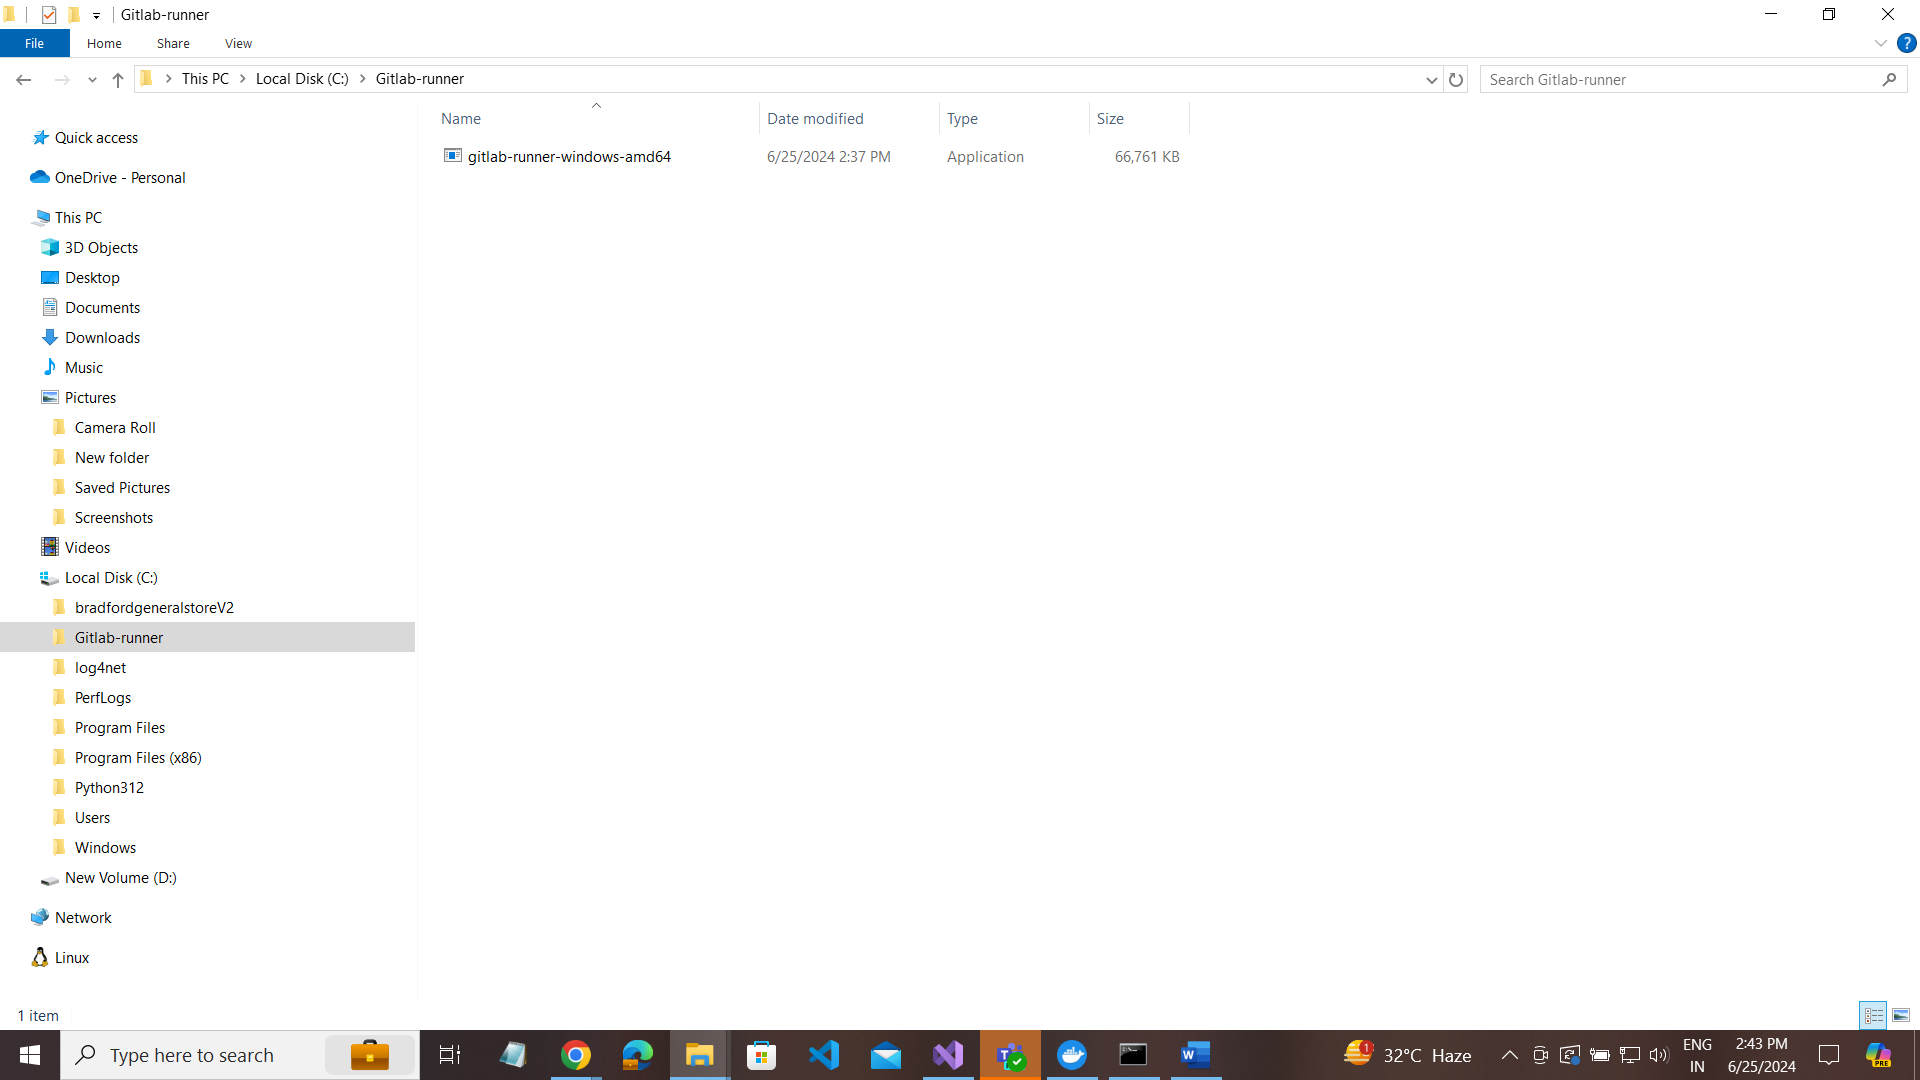 Gitlab-runner
File Home Share View
This PC Local Disk (C:) Gitlab-runner
Search Gitlab-runner
Name Date modified Type Size
gitlab-runner-windows-amd64 6/25/2024 2:37 PM Application 66,761 KB
Quick access
OneDrive - Personal
This PC
3D Objects
Desktop
Documents
Downloads
Music
Pictures
Camera Roll
New folder
Saved Pictures
Screenshots
Videos
Local Disk (C:)
bradfordgeneralstoreV2
Gitlab-runner
log4net
PerfLogs
Program Files
Program Files (x86)
Python312
Users
Windows
New Volume (D:)
Network
Linux
1 item
Type here to search
W
1
32°C Haze
ENG
IN
2:43 PM
6/25/2024
PRE